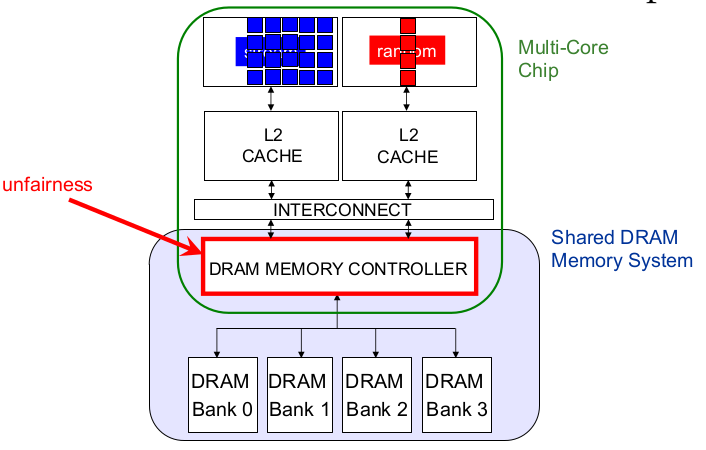 random
Multi-Core
Chip
L2
CACHE
L2
CACHE
unfairness
INTERCONNECT
Shared DRAM
Memory System
DRAM MEMORY CONTROLLER
DRAM
Bank 0
DRAM
Bank 1
DRAM
Bank 2
DRAM
Bank 3